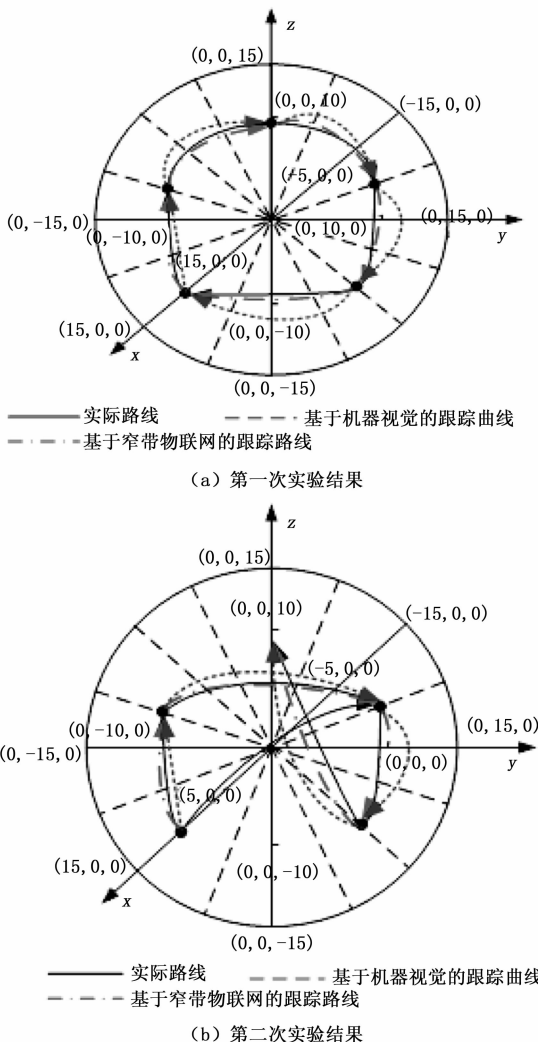 z
(0,0,15)
(0,0,10)
(-15,0,0)
(-5,0,0)
(0,-15,0)
(0,-10,0)
(0,10,0)
(0,15,0)
y
(15,0,0)
(15,0,0)
x
(0,0,-10)
(0,0,-15)
实际路线
基于机器视觉的跟踪曲线
基于窄带物联网的跟踪路线
(a) 第一次实验结果
z
(0,0,15)
(0,0,10)
(-15,0,0)
(-5,0,0)
(0,-10,0)
(0,15,0)
(0,-15,0)
(0,0,0)
y
(5,0,0)
(15,0,0)
x
(0,0,-10)
(0,0,-15)
实际路线
基于机器视觉的跟踪曲线
基于窄带物联网的跟踪路线
(b) 第二次实验结果